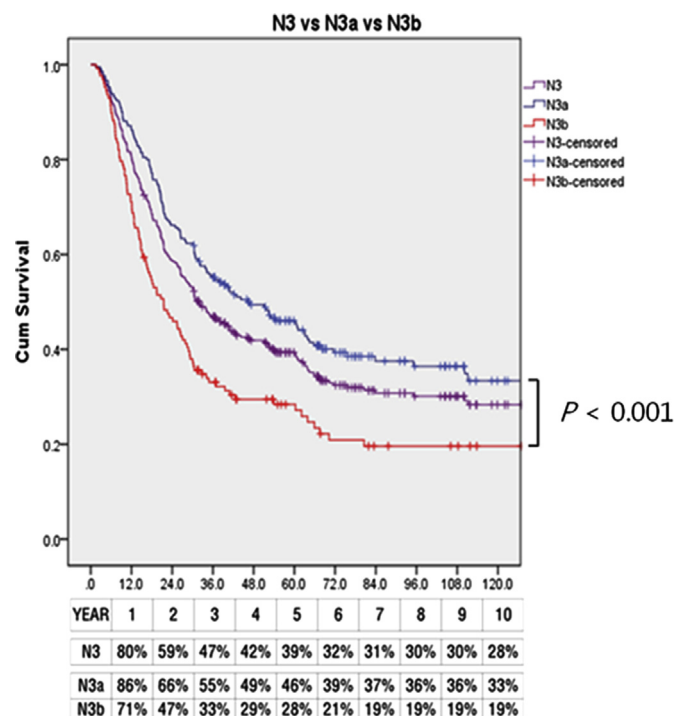 N3 vs N3a vs N3b
1.0
0.8
0.6
0.4
0.2
0.0
Cum Survival
N3
N3a
N3b
N3-censored
N3a-censored
N3b-censored
P < 0.001
.0 12.0 24.0 36.0 48.0 60.0 72.0 84.0 96.0 108.0 120.0
YEAR 1 2 3 4 5 6 7 8 9 10
N3 80% 59% 47% 42% 39% 32% 31% 30% 30% 28%
N3a 86% 66% 55% 49% 46% 39% 37% 36% 36% 33%
N3b 71% 47% 33% 29% 28% 21% 19% 19% 19% 19%